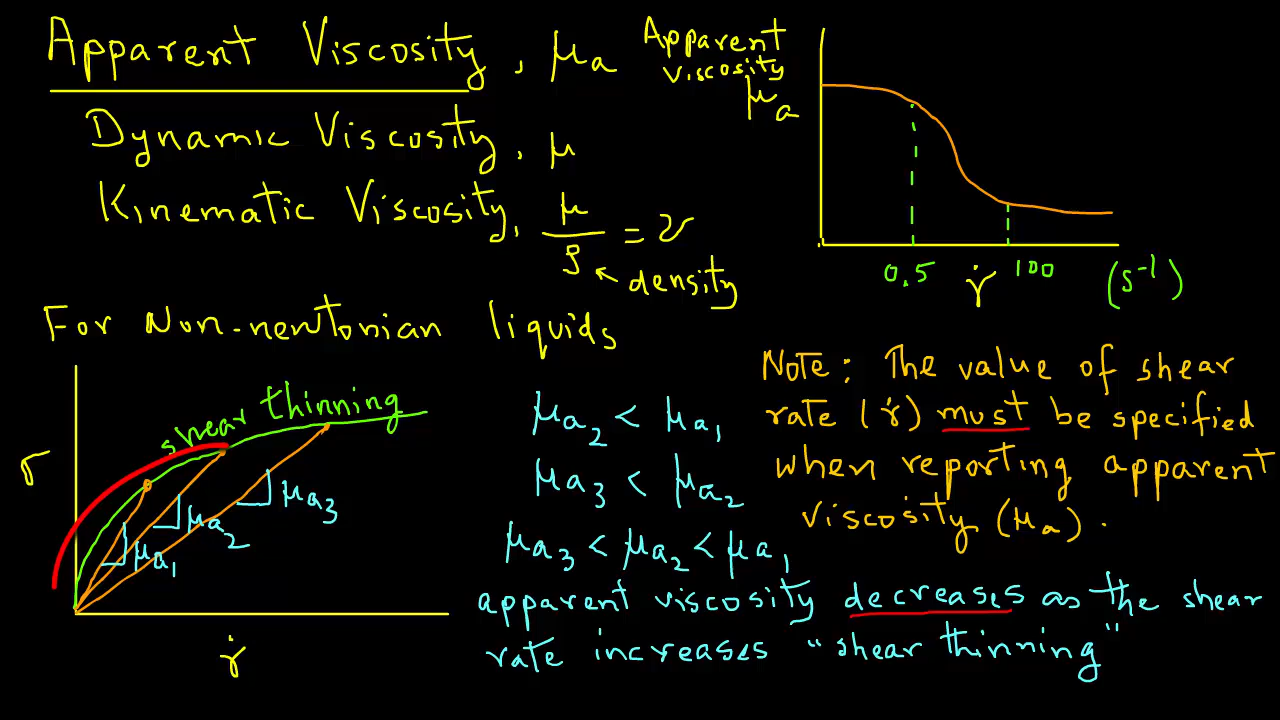 Apparent Viscosity, μa
Dynamic Viscosity, μ
Kinematic Viscosity, μ/ρ = ν
density
For Non-newtonian liquids
shear thinning
σ
μa1
μa2
μa3
γ̇
Apparent
viscosity
μa
0.5
100
γ̇
(s⁻¹)
μa2 < μa1
μa3 < μa2
μa3 < μa2 < μa1
Note: The value of shear
rate (γ̇) must be specified
when reporting apparent
viscosity (μa).
apparent viscosity decreases as the shear
rate increases "shear thinning"